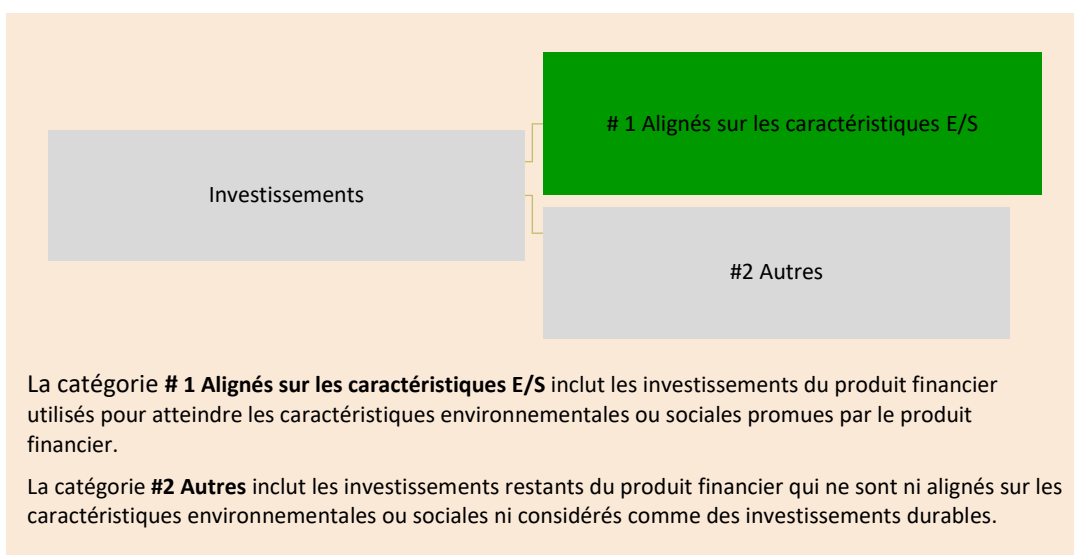 # 1 Alignés sur les caractéristiques E/S
Investissements
#2 Autres
La catégorie # 1 Alignés sur les caractéristiques E/S inclut les investissements du produit financier
utilisés pour atteindre les caractéristiques environnementales ou sociales promues par le produit
financier.
La catégorie #2 Autres inclut les investissements restants du produit financier qui ne sont ni alignés sur les
caractéristiques environnementales ou sociales ni considérés comme des investissements durables.